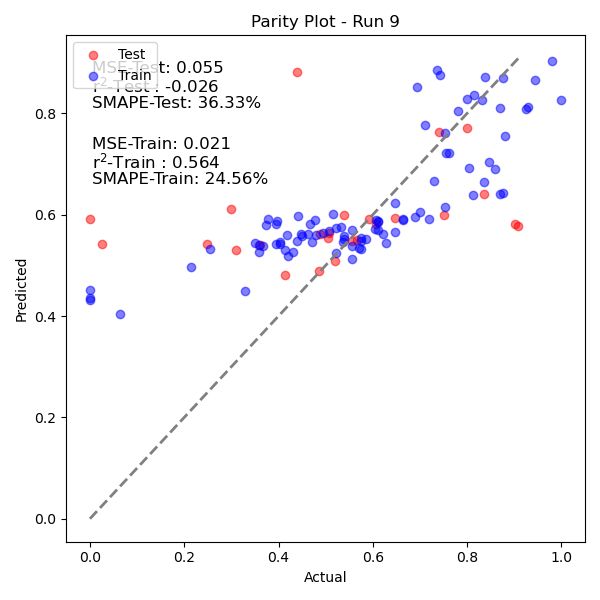 Parity Plot - Run 9
Test
Train
MSE-Test: 0.055
r²-Test : -0.026
SMAPE-Test: 36.33%
MSE-Train: 0.021
r²-Train : 0.564
SMAPE-Train: 24.56%
Predicted
0.8
0.6
0.4
0.2
0.0
0.0 0.2 0.4 0.6 0.8 1.0
Actual